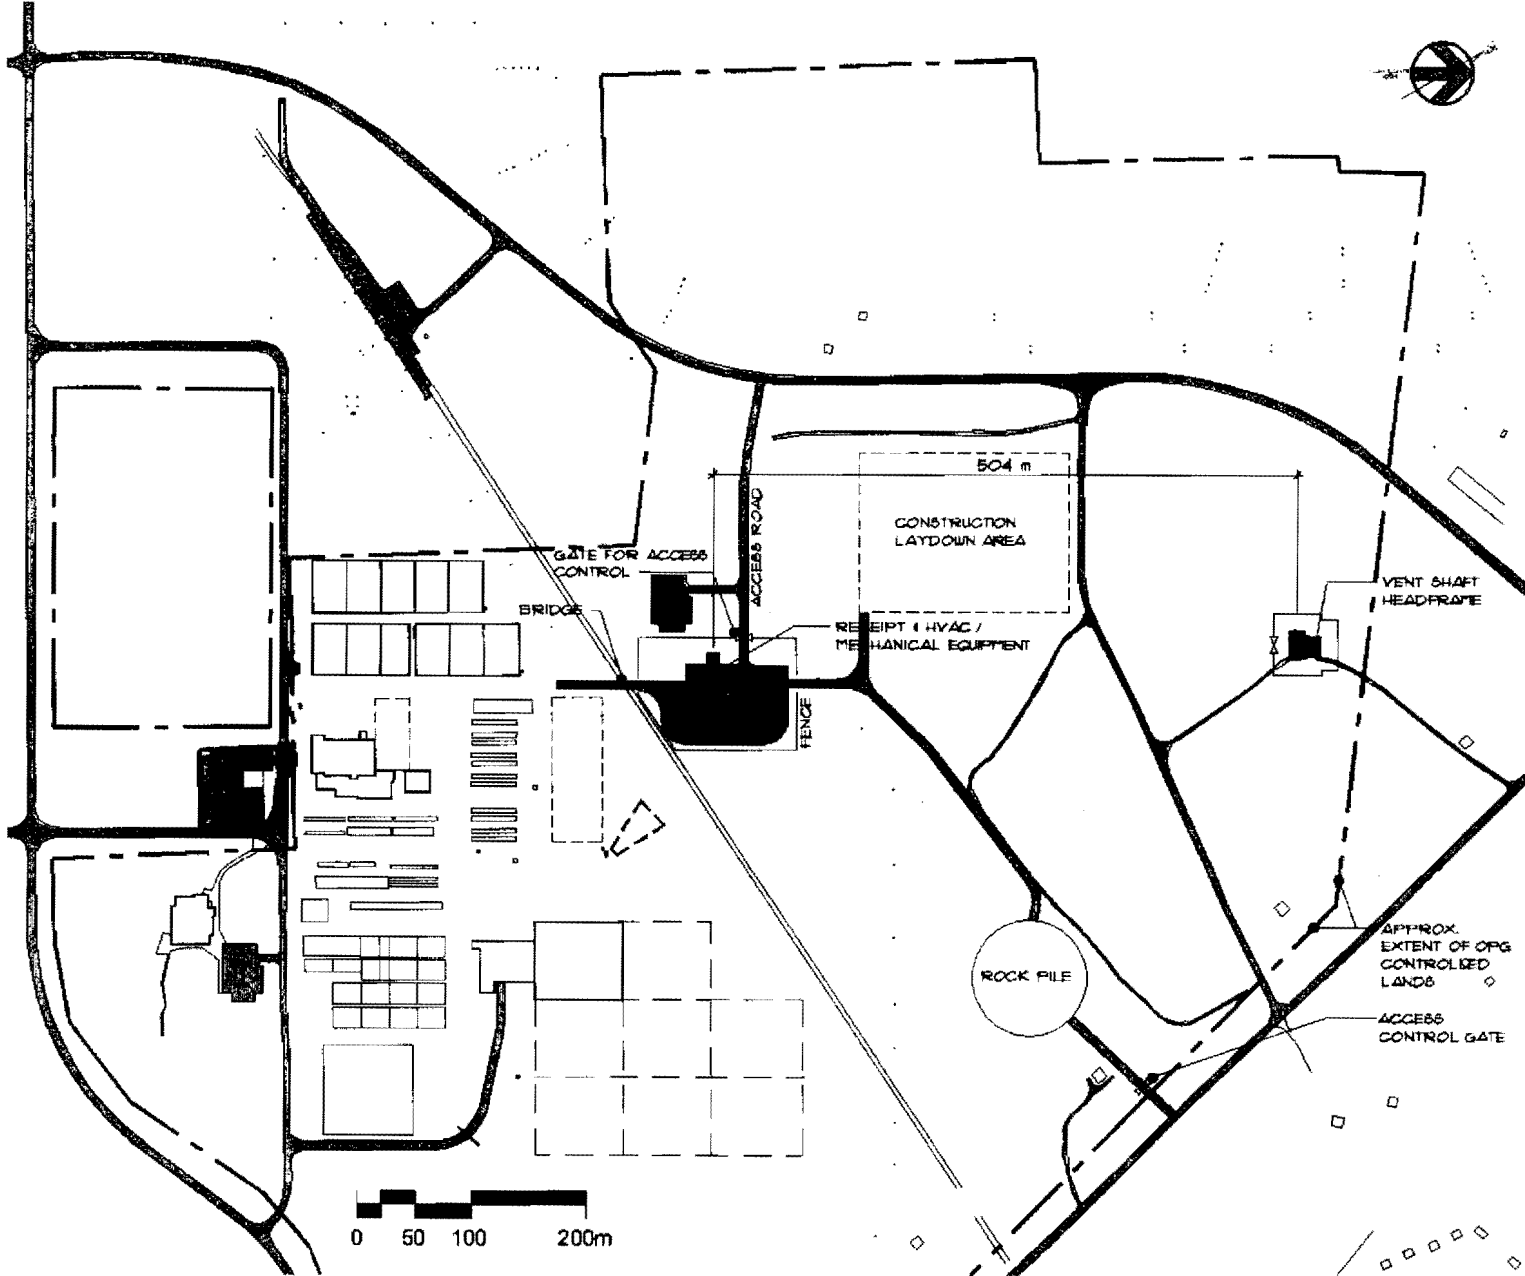 504 m
CONSTRUCTION
LAYDOWN AREA
ACCESS ROAD
GATE FOR ACCESS
CONTROL
BRIDGE
RECEIPT & HVAC /
MECHANICAL EQUIPMENT
FENCE
VENT SHAFT
HEADFRAME
ROCK PILE
APPROX.
EXTENT OF OPG
CONTROLLED
LANDS
ACCESS
CONTROL GATE
0 50 100 200m